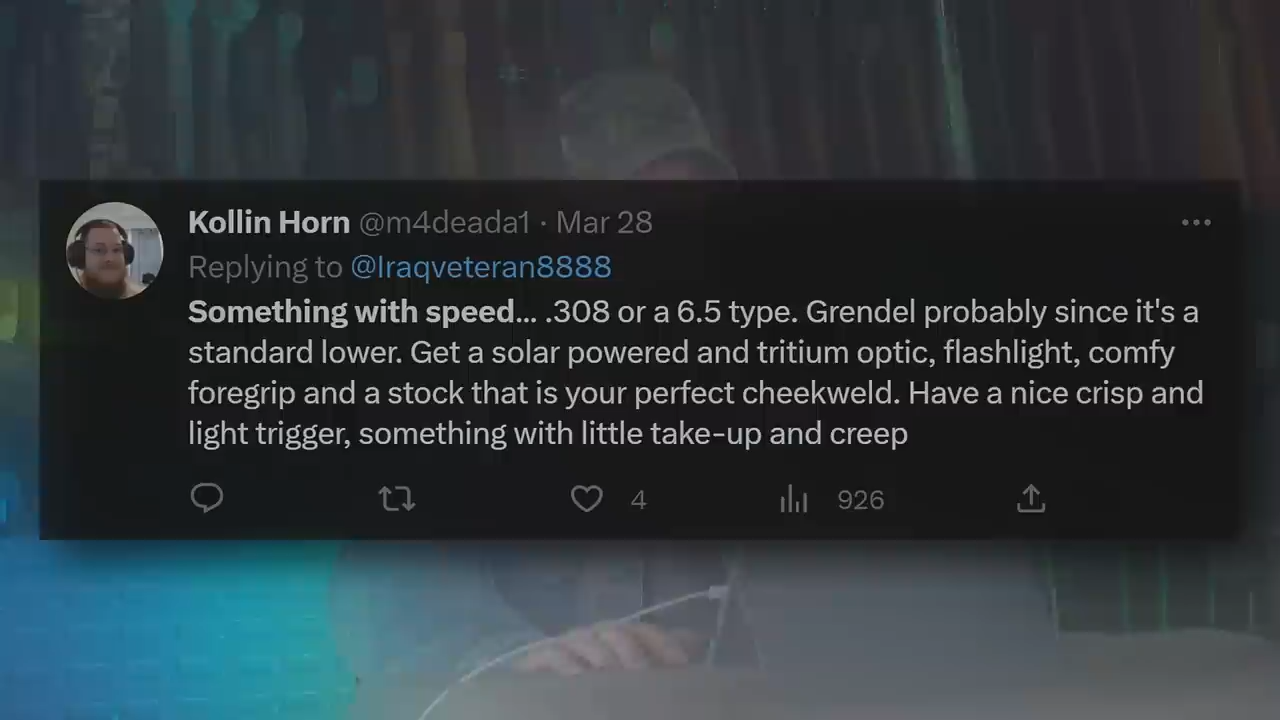 Kollin Horn @m4deada1 · Mar 28
Replying to @Iraqveteran8888
Something with speed... .308 or a 6.5 type. Grendel probably since it's a
standard lower. Get a solar powered and tritium optic, flashlight, comfy
foregrip and a stock that is your perfect cheekweld. Have a nice crisp and
light trigger, something with little take-up and creep
4 926